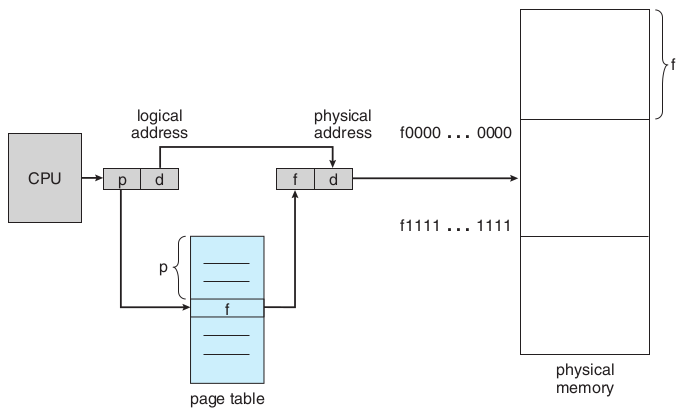 logical
address
physical
address
f0000 ... 0000
f
CPU
p
d
f
d
f1111 ... 1111
p
f
page table
physical
memory